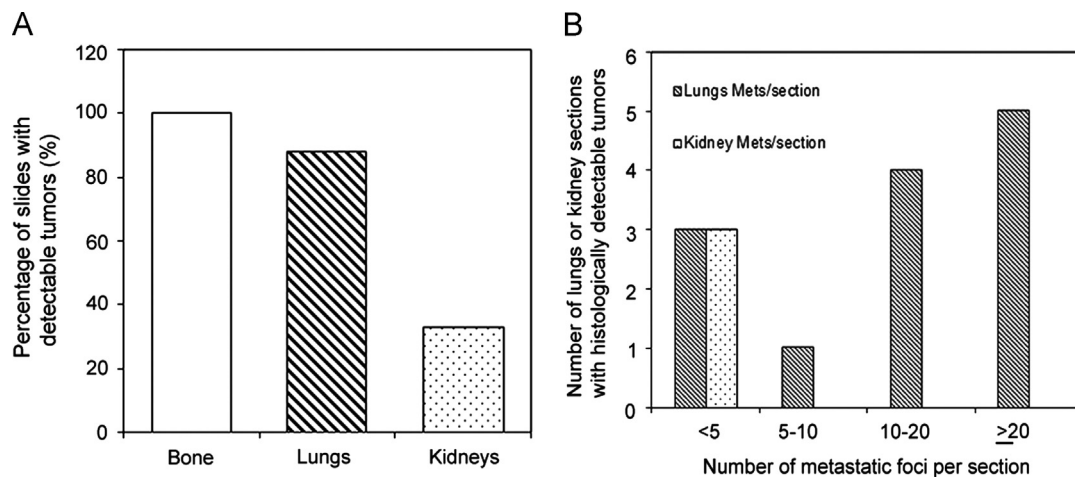 A
Percentage of slides with
detectable tumors (%)
120
100
80
60
40
20
0
Bone Lungs Kidneys
B
Number of lungs or kidney sections
with histologically detectable tumors
6
5
4
3
2
1
0
Lungs Mets/section
Kidney Mets/section
<5 5-10 10-20 ≥20
Number of metastatic foci per section